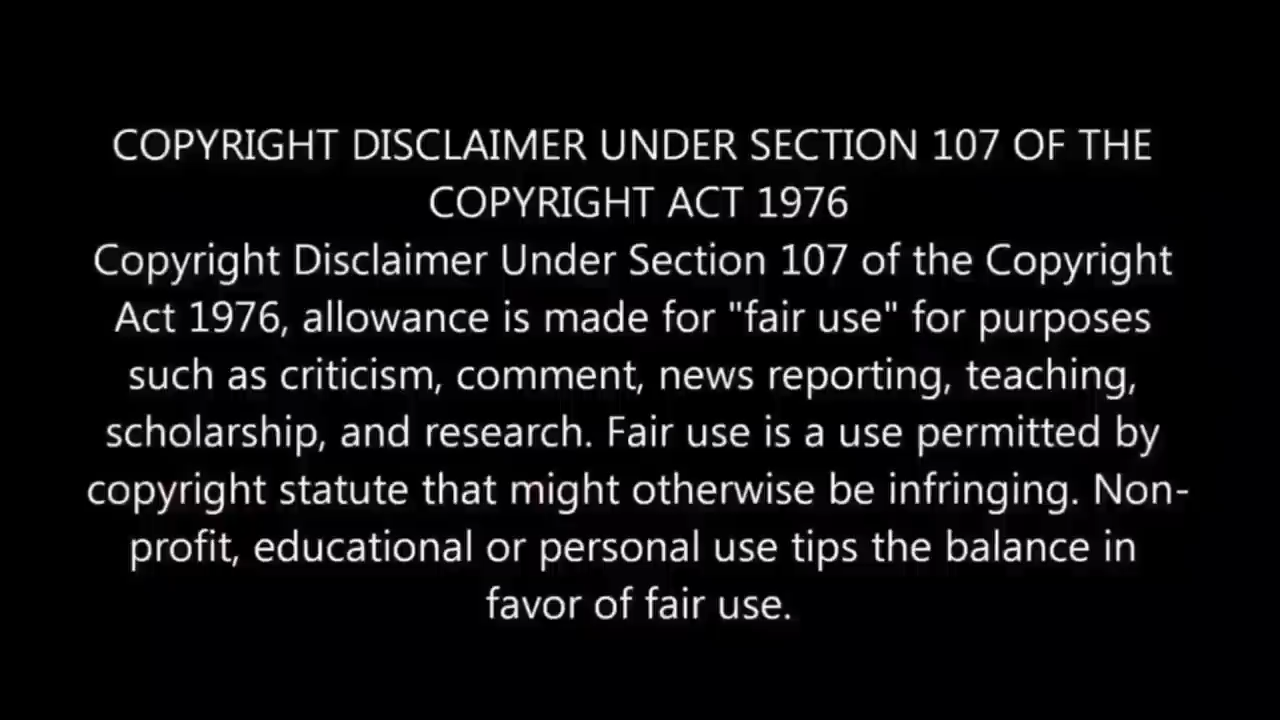 COPYRIGHT DISCLAIMER UNDER SECTION 107 OF THE
COPYRIGHT ACT 1976
Copyright Disclaimer Under Section 107 of the Copyright
Act 1976, allowance is made for "fair use" for purposes
such as criticism, comment, news reporting, teaching,
scholarship, and research. Fair use is a use permitted by
copyright statute that might otherwise be infringing. Non-
profit, educational or personal use tips the balance in
favor of fair use.